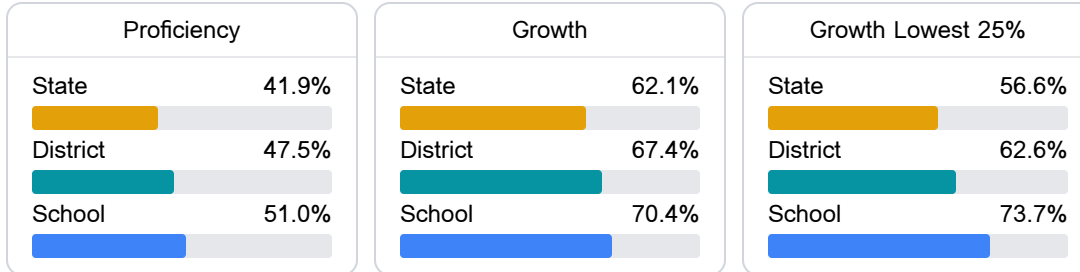 Proficiency
State 41.9%
District 47.5%
School 51.0%
Growth
State 62.1%
District 67.4%
School 70.4%
Growth Lowest 25%
State 56.6%
District 62.6%
School 73.7%